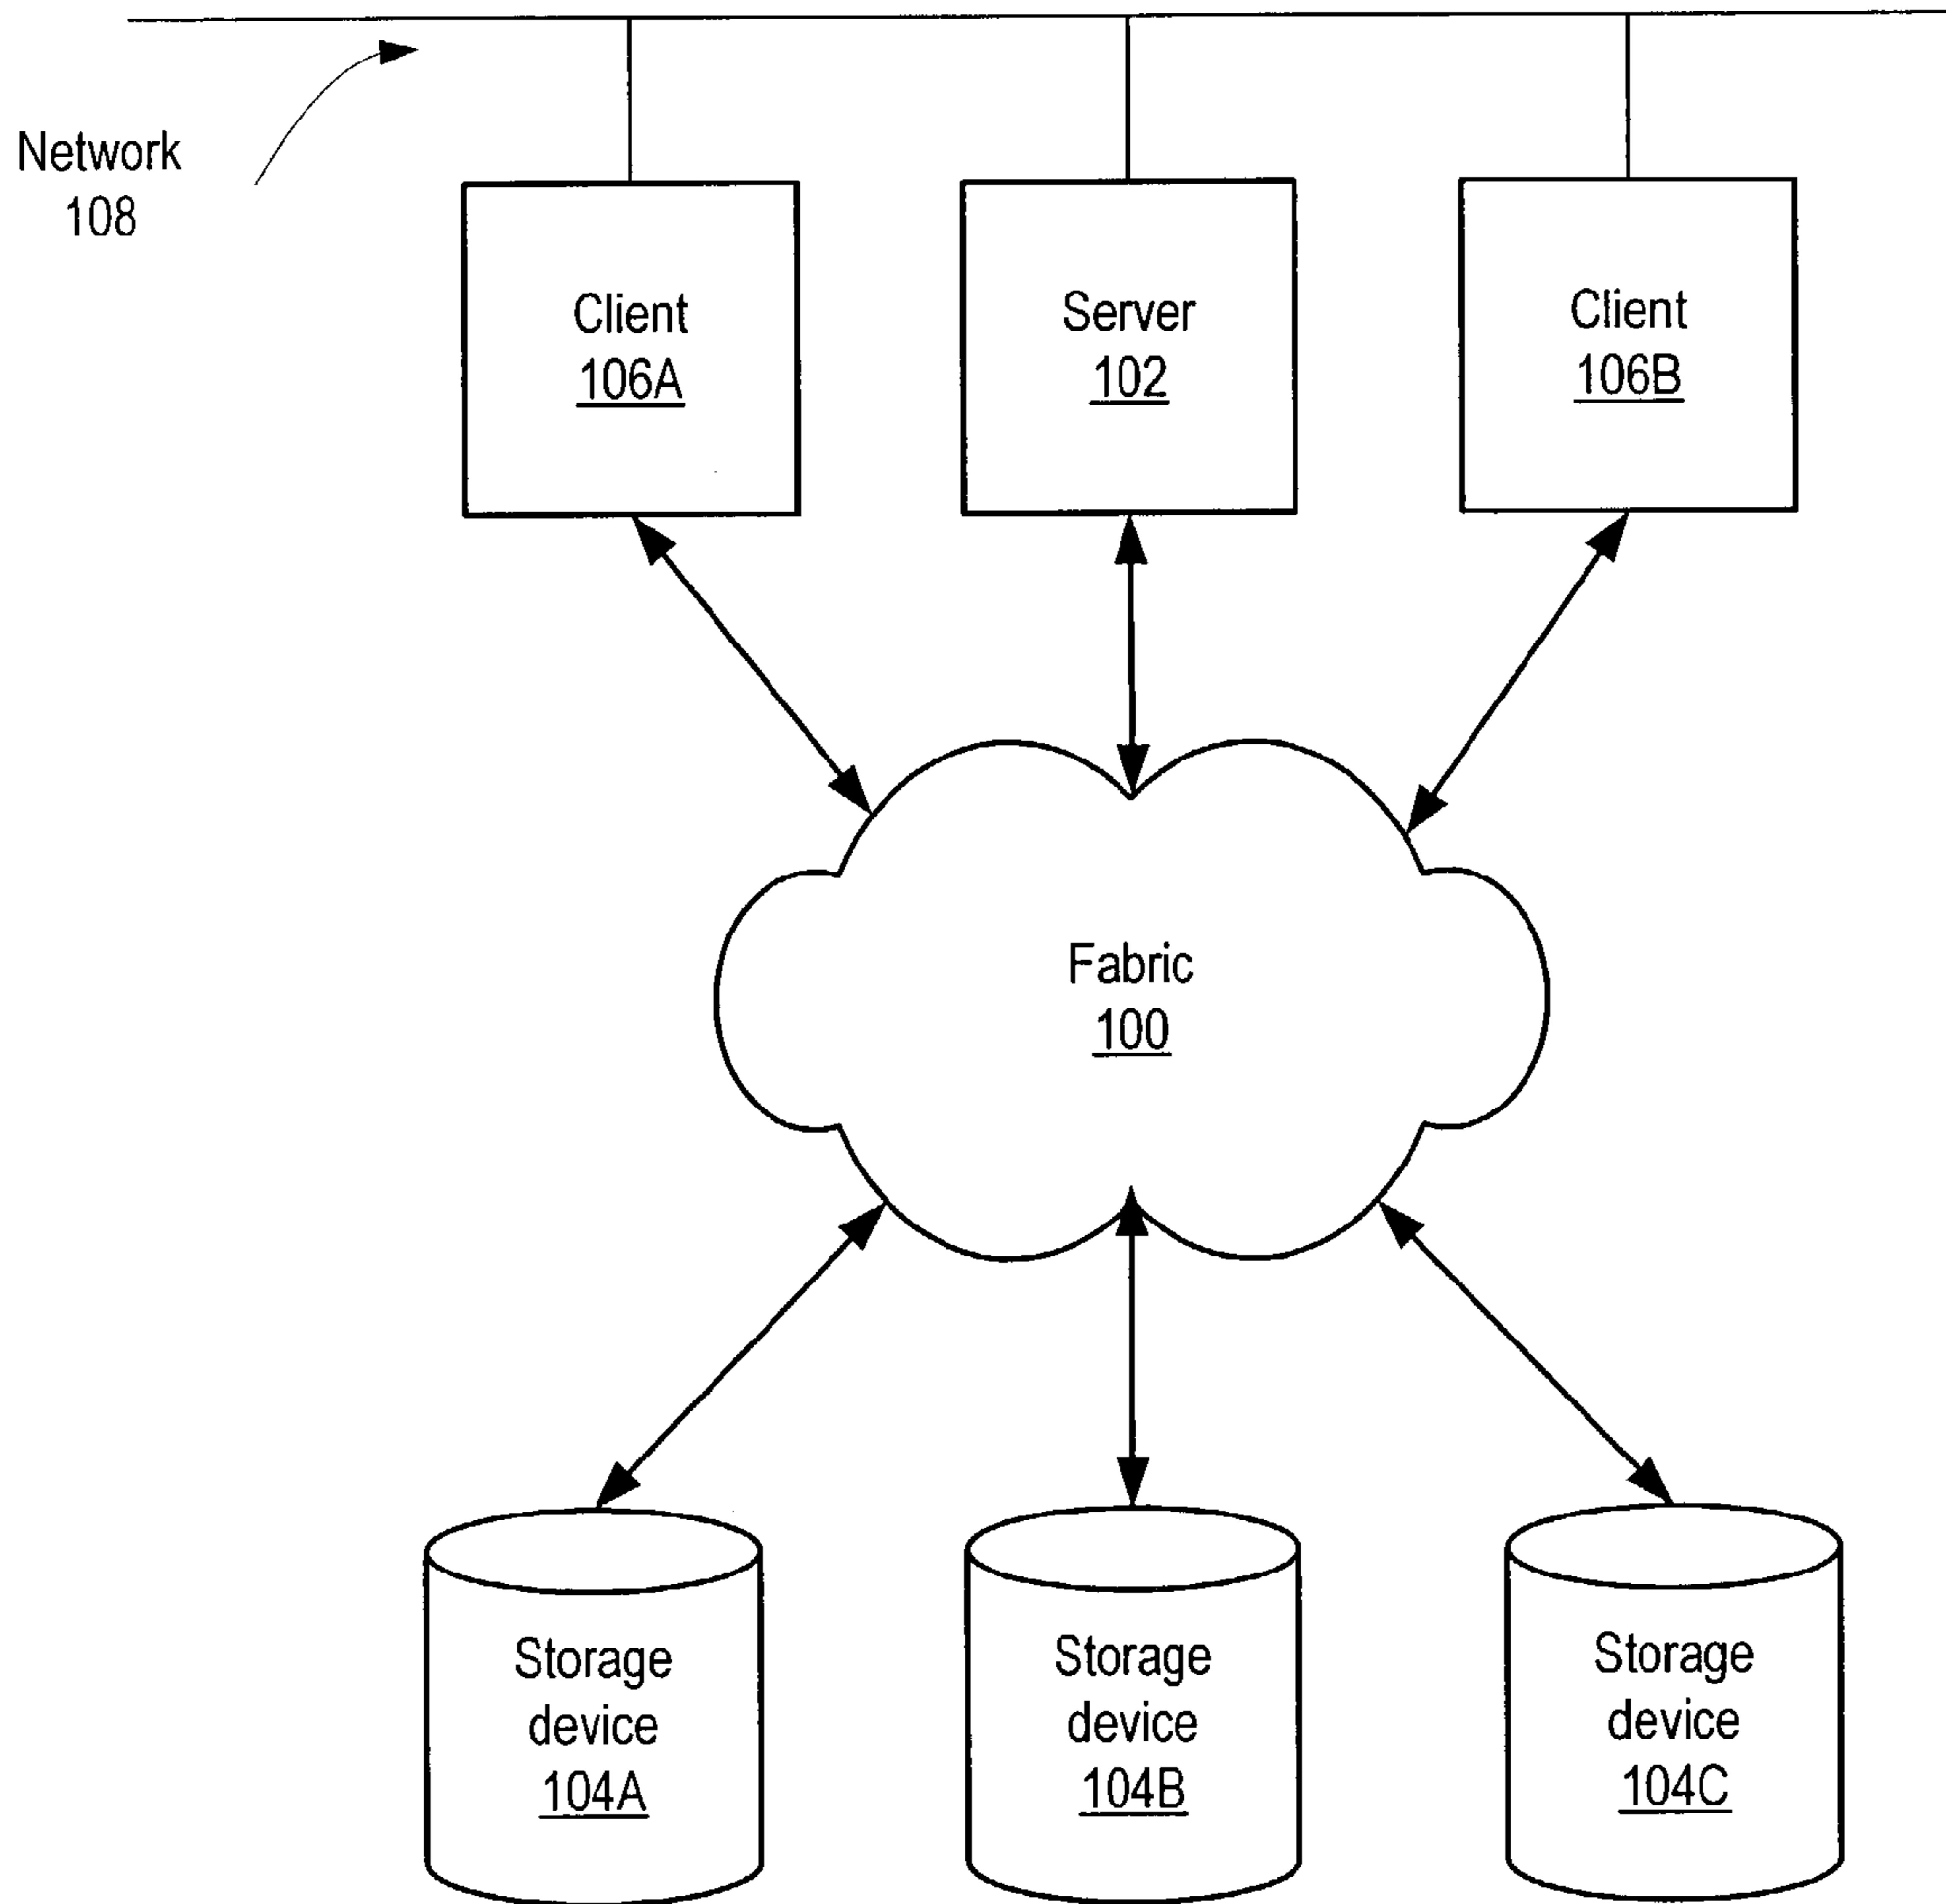 Network
108
Client
106A
Server
102
Client
106B
Fabric
100
Storage
device
104A
Storage
device
104B
Storage
device
104C